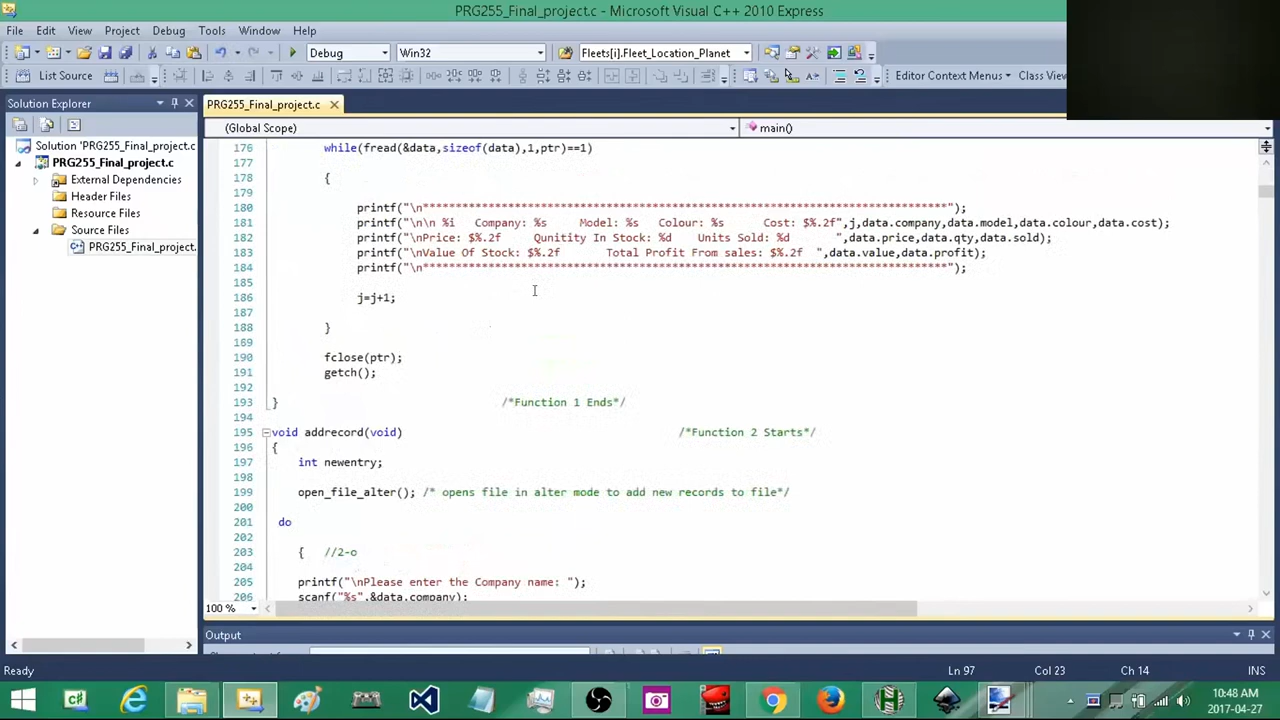 PRG255_Final_project.c - Microsoft Visual C++ 2010 Express
File Edit View Project Debug Tools Window Help
Debug Win32 Fleets[i].Fleet_Location_Planet
List Source Editor Context Menus Class View
Solution Explorer
PRG255_Final_project.c
(Global Scope) main()
Solution 'PRG255_Final_project.c
PRG255_Final_project.c
External Dependencies
Header Files
Resource Files
Source Files
PRG255_Final_project.
176 while(fread(&data,sizeof(data),1,ptr)==1)
177
178 {
179
180 printf("\n***************************************************************************");
181 printf("\n\n %i Company: %s Model: %s Colour: %s Cost: $%.2f",j,data.company,data.model,data.colour,data.cost);
182 printf("\nPrice: $%.2f Qunitity In Stock: %d Units Sold: %d ",data.price,data.qty,data.sold);
183 printf("\nValue Of Stock: $%.2f Total Profit From sales: $%.2f ",data.value,data.profit);
184 printf("\n***************************************************************************");
185
186 j=j+1;
187
188 }
189
190 fclose(ptr);
191 getch();
192
193 } /*Function 1 Ends*/
194
195 void addrecord(void) /*Function 2 Starts*/
196 {
197 int newentry;
198
199 open_file_alter(); /* opens file in alter mode to add new records to file*/
200
201 do
202
203 { //2-o
204
205 printf("\nPlease enter the Company name: ");
206 scanf("%s",&data.company);
100 %
Output
Ready Ln 97 Col 23 Ch 14 INS
10:48 AM
2017-04-27